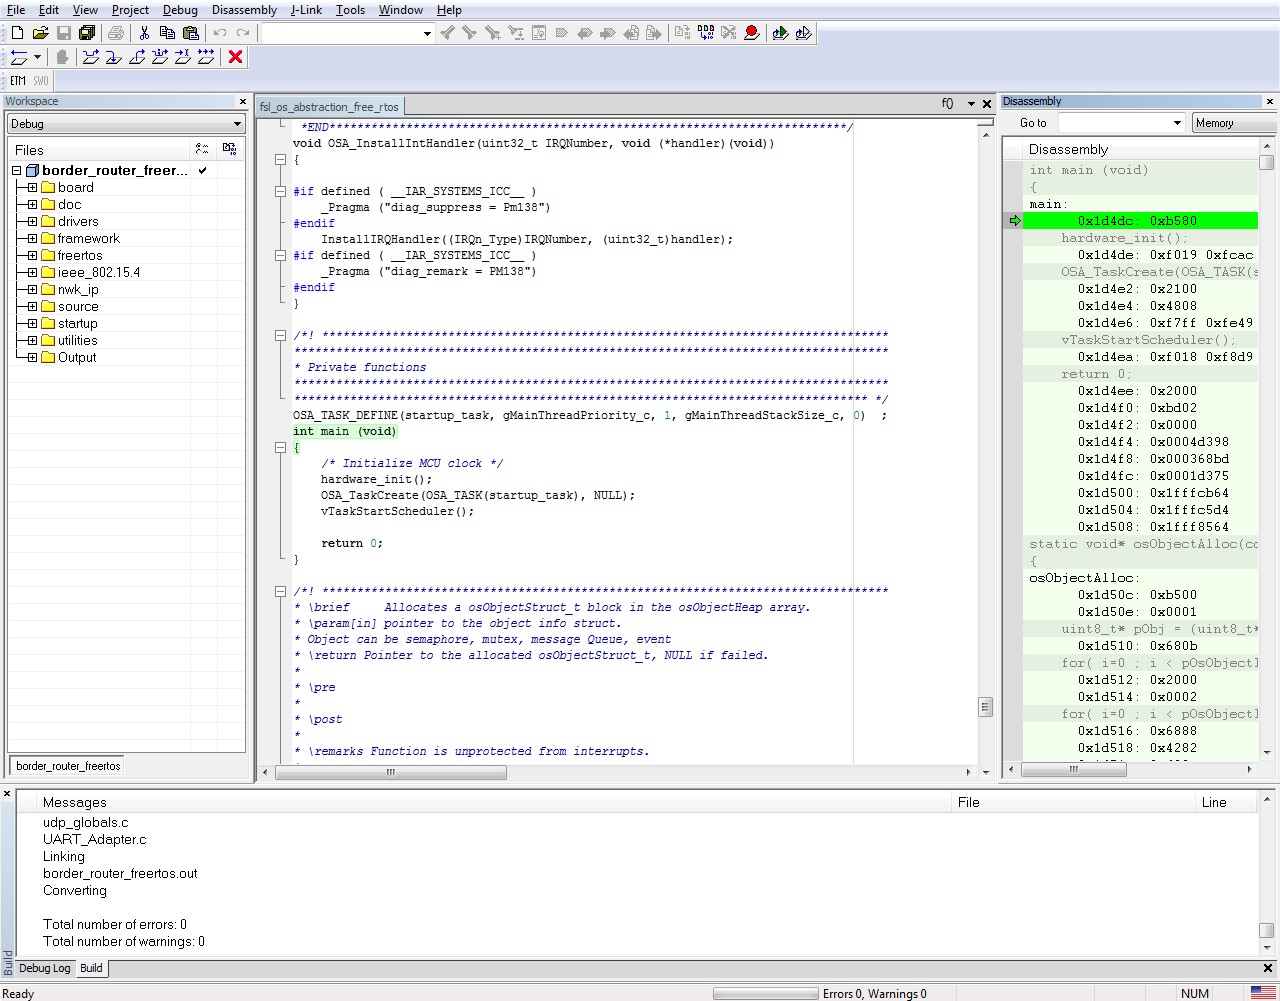 File Edit View Project Debug Disassembly J-Link Tools Window Help
ETM SWO
Workspace
Debug
Files
border_router_freer...
board
doc
drivers
framework
freertos
ieee_802.15.4
nwk_ip
source
startup
utilities
Output
border_router_freertos
fsl_os_abstraction_free_rtos
f()
*END**************************************************************************/
void OSA_InstallIntHandler(uint32_t IRQNumber, void (*handler)(void))
{
#if defined ( __IAR_SYSTEMS_ICC__ )
_Pragma ("diag_suppress = Pm138")
#endif
InstallIRQHandler((IRQn_Type)IRQNumber, (uint32_t)handler);
#if defined ( __IAR_SYSTEMS_ICC__ )
_Pragma ("diag_remark = PM138")
#endif
}
/*! *********************************************************************************
*************************************************************************************
* Private functions
*************************************************************************************
********************************************************************************** */
OSA_TASK_DEFINE(startup_task, gMainThreadPriority_c, 1, gMainThreadStackSize_c, 0) ;
int main (void)
{
/* Initialize MCU clock */
hardware_init();
OSA_TaskCreate(OSA_TASK(startup_task), NULL);
vTaskStartScheduler();
return 0;
}
/*! *********************************************************************************
* \brief     Allocates a osObjectStruct_t block in the osObjectHeap array.
* \param[in] pointer to the object info struct.
* Object can be semaphore, mutex, message Queue, event
* \return Pointer to the allocated osObjectStruct_t, NULL if failed.
*
* \pre
*
* \post
*
* \remarks Function is unprotected from interrupts.
Disassembly
Go to
Memory
Disassembly
int main (void)
{
main:
0x1d4dc: 0xb580
hardware_init();
0x1d4de: 0xf019 0xfcac
OSA_TaskCreate(OSA_TASK(s
0x1d4e2: 0x2100
0x1d4e4: 0x4808
0x1d4e6: 0xf7ff 0xfe49
vTaskStartScheduler();
0x1d4ea: 0xf018 0xf8d9
return 0;
0x1d4ee: 0x2000
0x1d4f0: 0xbd02
0x1d4f2: 0x0000
0x1d4f4: 0x0004d398
0x1d4f8: 0x000368bd
0x1d4fc: 0x0001d375
0x1d500: 0x1fffcb64
0x1d504: 0x1fffc5d4
0x1d508: 0x1fff8564
static void* osObjectAlloc(co
{
osObjectAlloc:
0x1d50c: 0xb500
0x1d50e: 0x0001
uint8_t* pObj = (uint8_t*
0x1d510: 0x680b
for( i=0 ; i < pOsObjectI
0x1d512: 0x2000
0x1d514: 0x0002
for( i=0 ; i < pOsObjectI
0x1d516: 0x6888
0x1d518: 0x4282
Messages File Line
udp_globals.c
UART_Adapter.c
Linking
border_router_freertos.out
Converting
Total number of errors: 0
Total number of warnings: 0
Build
Debug Log Build
Ready Errors 0, Warnings 0 NUM